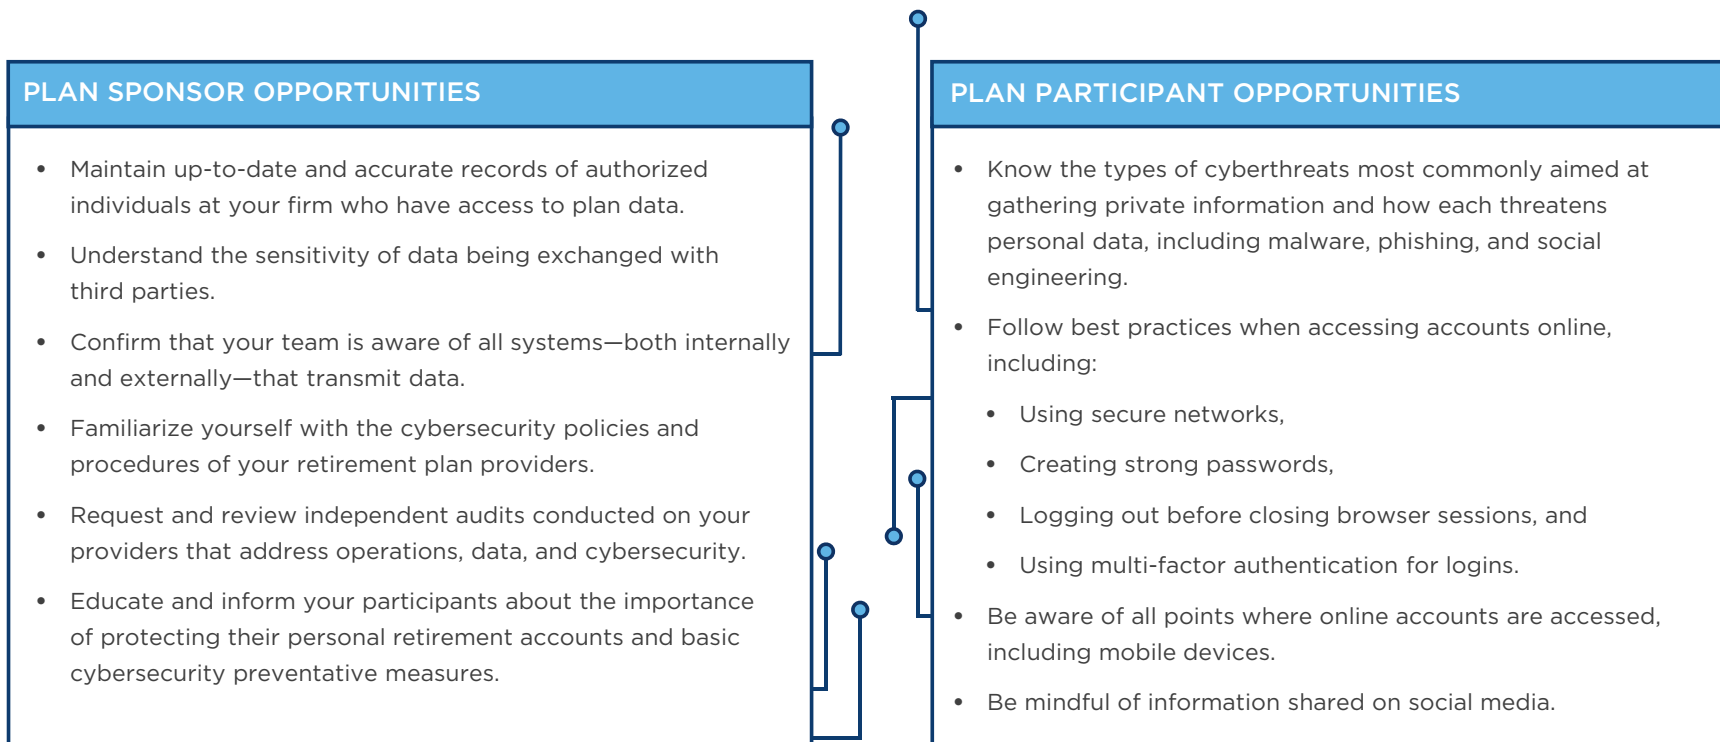 PLAN SPONSOR OPPORTUNITIES
• Maintain up-to-date and accurate records of authorized
individuals at your firm who have access to plan data.
• Understand the sensitivity of data being exchanged with
third parties.
• Confirm that your team is aware of all systems—both internally
and externally—that transmit data.
• Familiarize yourself with the cybersecurity policies and
procedures of your retirement plan providers.
• Request and review independent audits conducted on your
providers that address operations, data, and cybersecurity.
• Educate and inform your participants about the importance
of protecting their personal retirement accounts and basic
cybersecurity preventative measures.
PLAN PARTICIPANT OPPORTUNITIES
• Know the types of cyberthreats most commonly aimed at
gathering private information and how each threatens
personal data, including malware, phishing, and social
engineering.
• Follow best practices when accessing accounts online,
including:
• Using secure networks,
• Creating strong passwords,
• Logging out before closing browser sessions, and
• Using multi-factor authentication for logins.
• Be aware of all points where online accounts are accessed,
including mobile devices.
• Be mindful of information shared on social media.